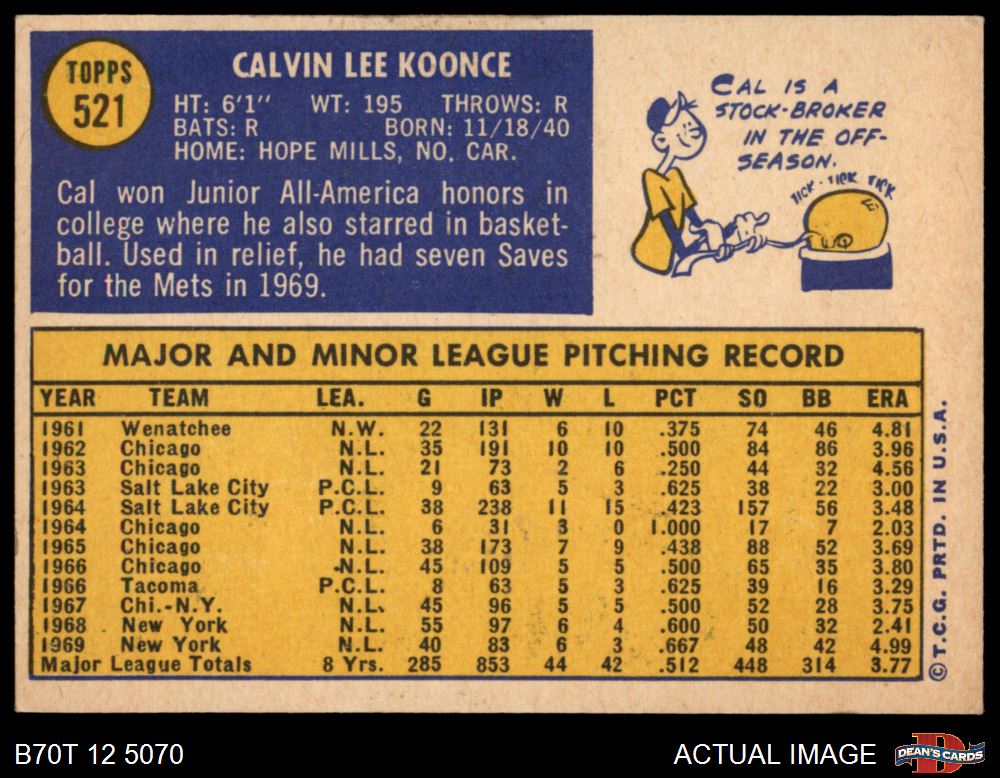 TOPPS
521
CALVIN LEE KOONCE
HT: 6'1" WT: 195 THROWS: R
BATS: R BORN: 11/18/40
HOME: HOPE MILLS, NO. CAR.
Cal won Junior All-America honors in
college where he also starred in basket-
ball. Used in relief, he had seven Saves
for the Mets in 1969.
CAL IS A
STOCK-BROKER
IN THE OFF-
SEASON.
TICK - TICK TICK
MAJOR AND MINOR LEAGUE PITCHING RECORD
YEAR TEAM LEA. G IP W L PCT SO BB ERA
1961 Wenatchee N.W. 22 131 6 10 .375 74 46 4.81
1962 Chicago N.L. 35 191 10 10 .500 84 86 3.96
1963 Chicago N.L. 21 73 2 6 .250 44 32 4.56
1963 Salt Lake City P.C.L. 9 63 5 3 .625 38 22 3.00
1964 Salt Lake City P.C.L. 38 238 11 15 .423 157 56 3.48
1964 Chicago N.L. 6 31 3 0 1.000 17 7 2.03
1965 Chicago N.L. 38 173 7 9 .438 88 52 3.69
1966 Chicago N.L. 45 109 5 5 .500 65 35 3.80
1966 Tacoma P.C.L. 8 63 5 3 .625 39 16 3.29
1967 Chi.-N.Y. N.L. 45 96 5 5 .500 52 28 3.75
1968 New York N.L. 55 97 6 4 .600 50 32 2.41
1969 New York N.L. 40 83 6 3 .667 48 42 4.99
Major League Totals 8 Yrs. 285 853 44 42 .512 448 314 3.77
© T.C.G. PRTD. IN U.S.A.
B70T 12 5070
ACTUAL IMAGE
DEAN'S CARDS